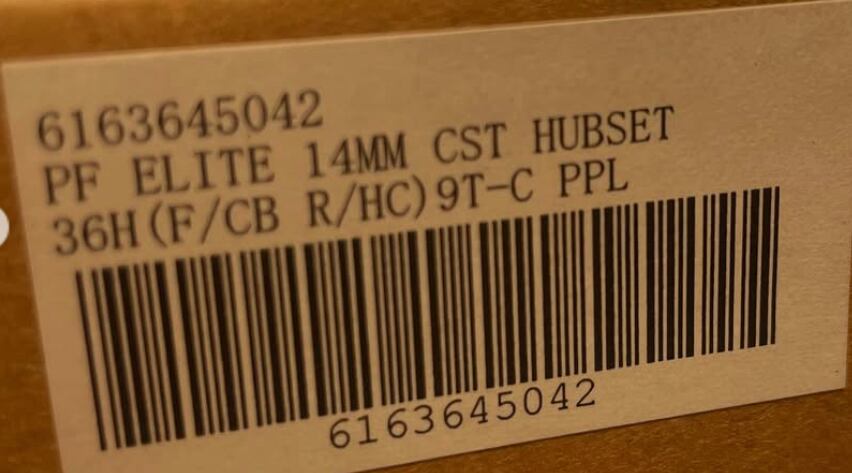 6163645042
PF ELITE 14MM CST HUBSET
36H(F/CB R/HC)9T-C PPL
6163645042